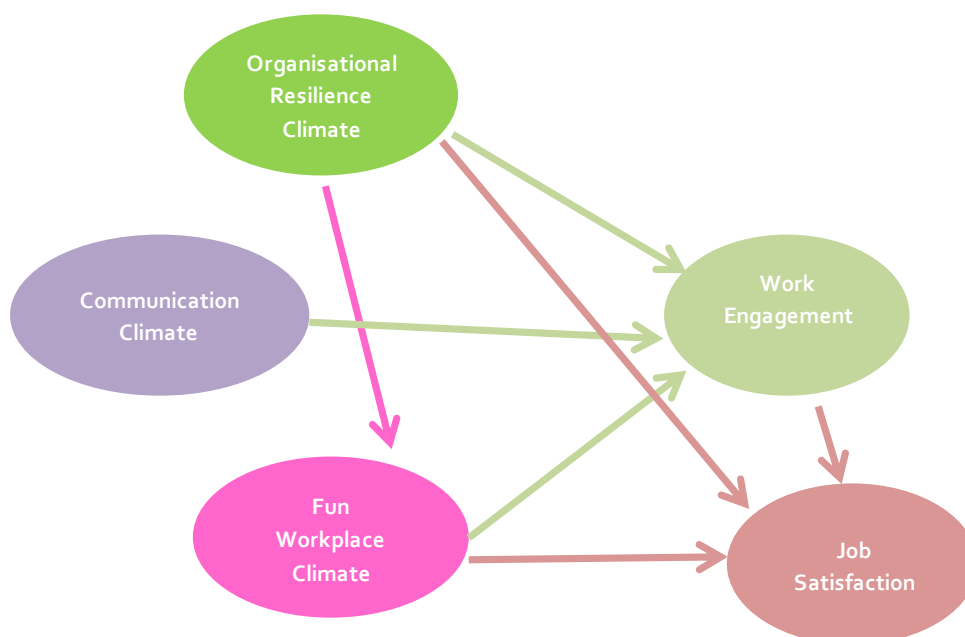 Organisational
Resilience
Climate
Communication
Climate
Work
Engagement
Fun
Workplace
Climate
Job
Satisfaction